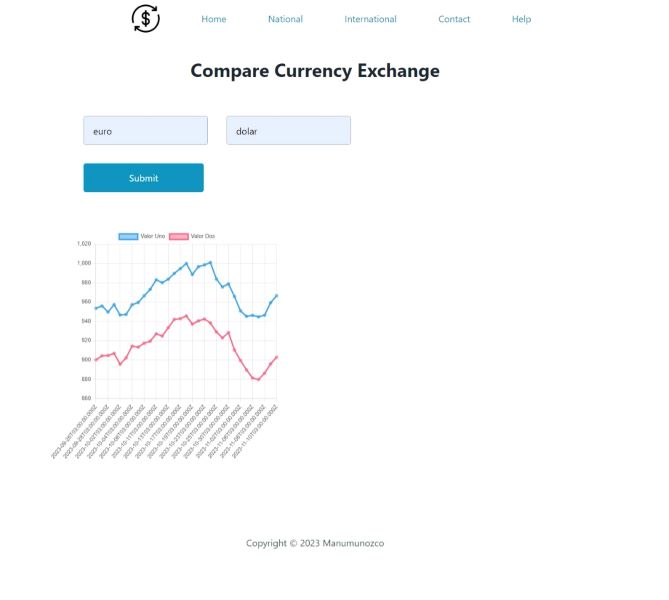 $
Home National International Contact Help
Compare Currency Exchange
euro dolar
Submit
Valor Uno Valor Dos
1,020
1,000
980
960
940
920
900
880
860
Copyright © 2023 Manumunozco